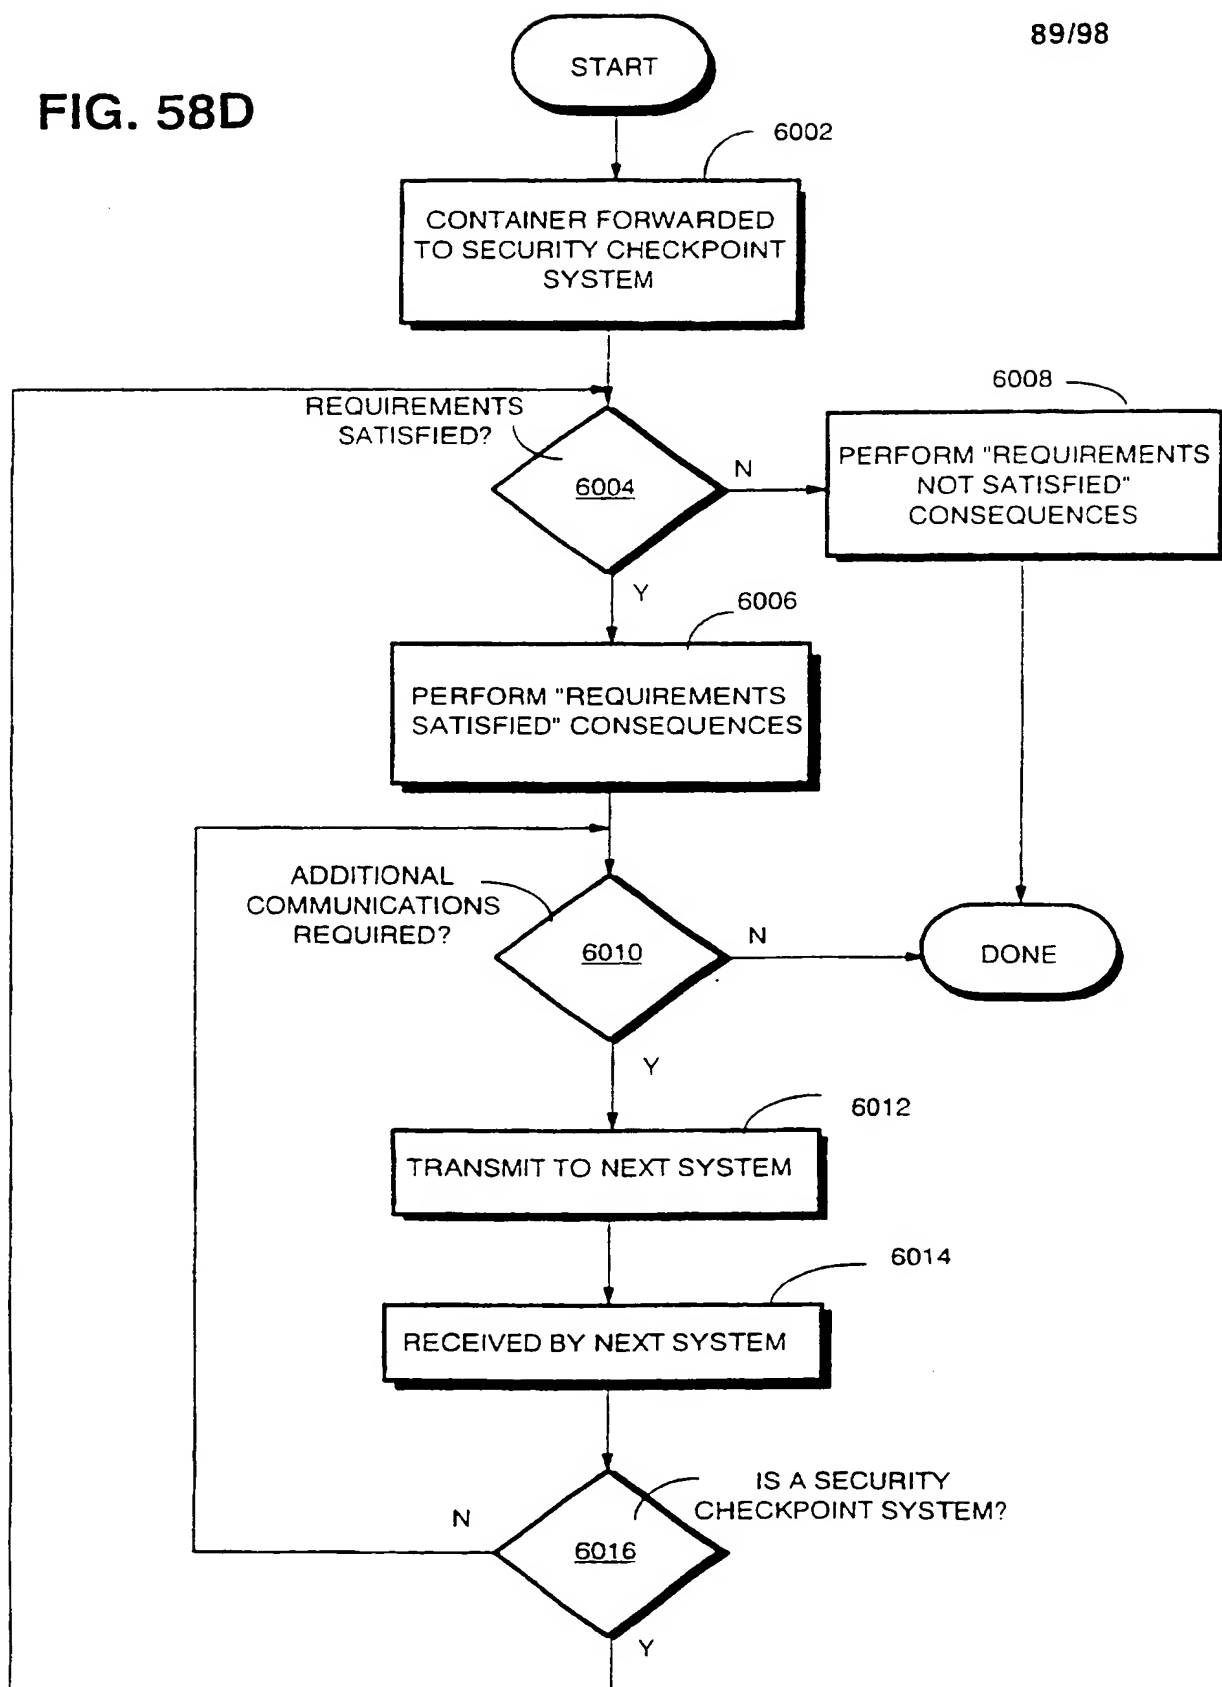 89/98
START
FIG. 58D
6002
CONTAINER FORWARDED
TO SECURITY CHECKPOINT
SYSTEM
REQUIREMENTS
SATISFIED?
6004
N
6008
PERFORM "REQUIREMENTS
NOT SATISFIED"
CONSEQUENCES
Y
6006
PERFORM "REQUIREMENTS
SATISFIED" CONSEQUENCES
ADDITIONAL
COMMUNICATIONS
REQUIRED?
6010
N
DONE
Y
6012
TRANSMIT TO NEXT SYSTEM
6014
RECEIVED BY NEXT SYSTEM
IS A SECURITY
CHECKPOINT SYSTEM?
N
6016
Y